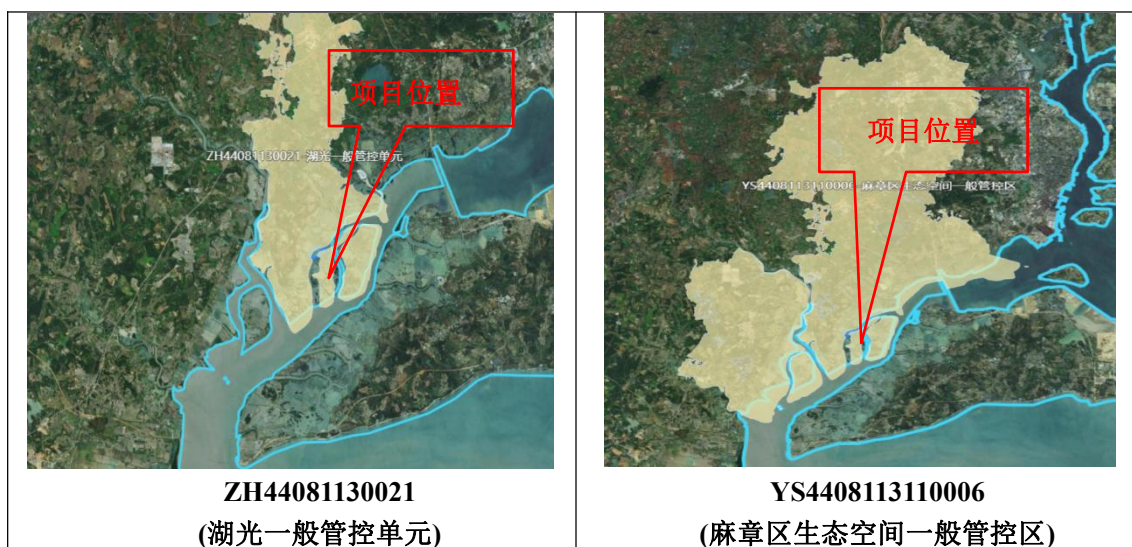 项目位置
ZH44081130021-湖光一般管控单元
ZH44081130021
(湖光一般管控单元)
项目位置
YS4408113110006-麻章区生态空间一般管控区
YS4408113110006
(麻章区生态空间一般管控区)